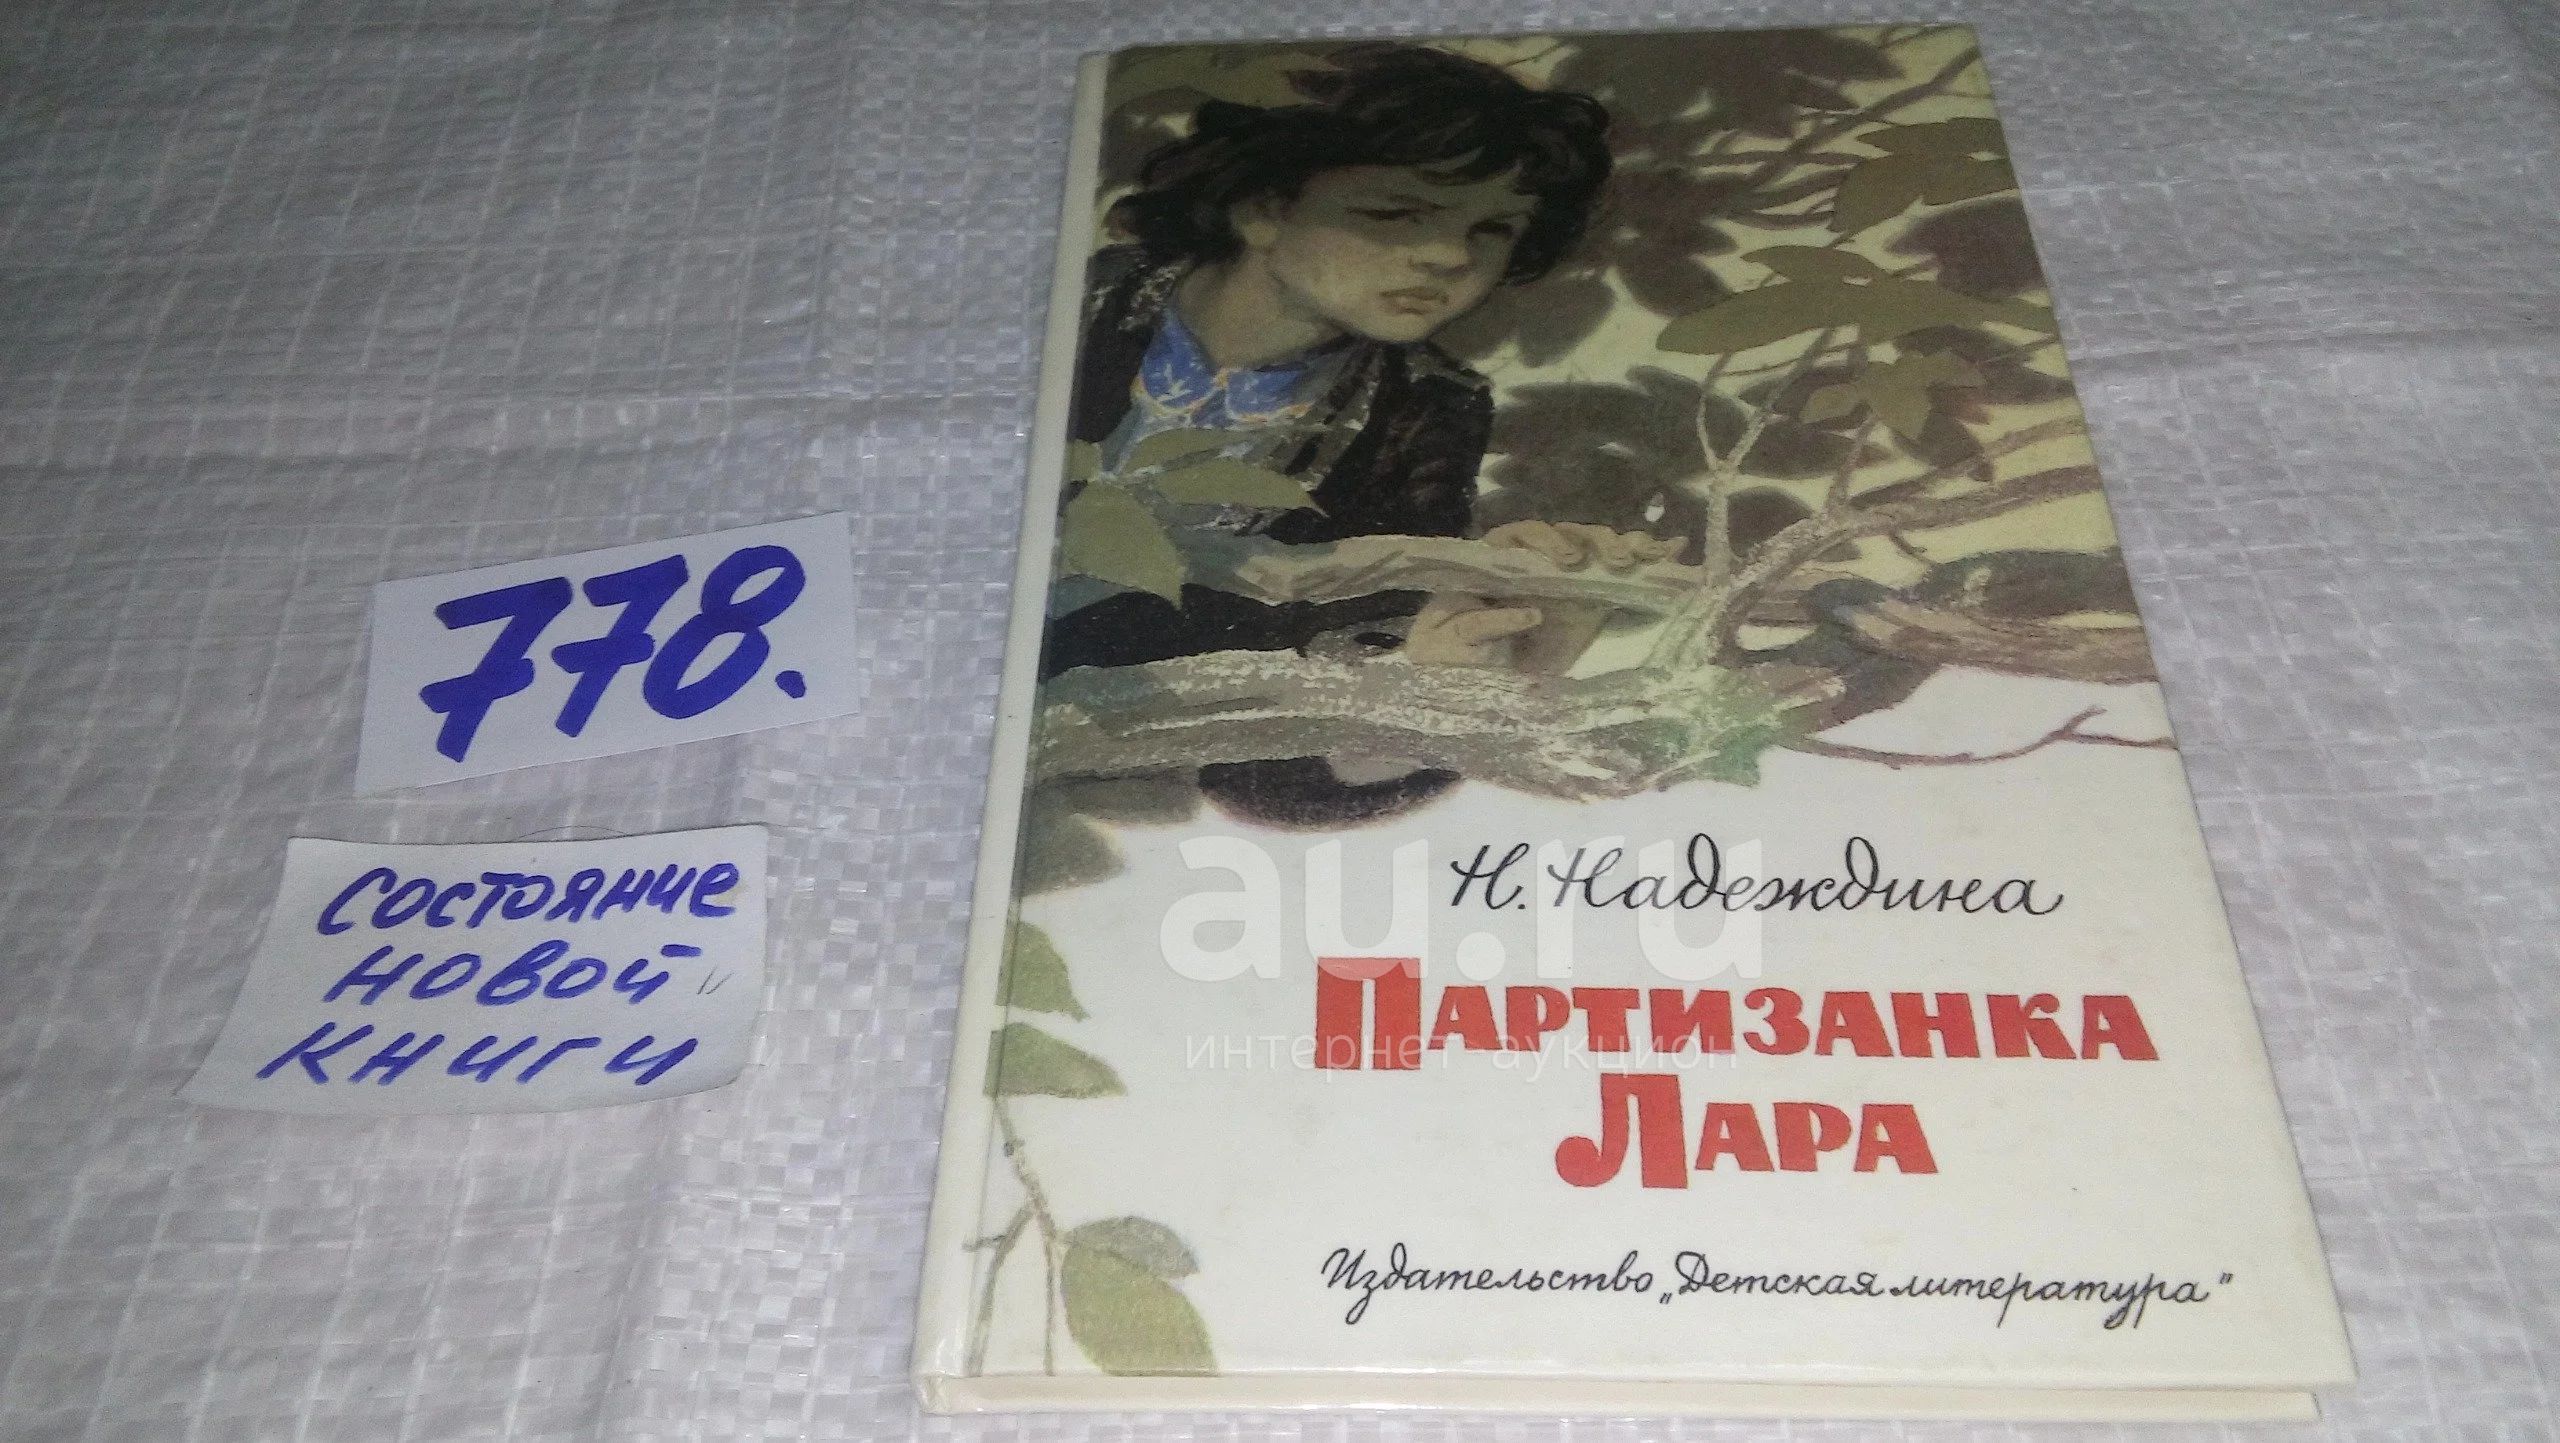 778.
состояние
новой
книги
Н. Надеждина
Партизанка
Лара
Издательство „Детская литература"
au.ru
интернет-аукцион